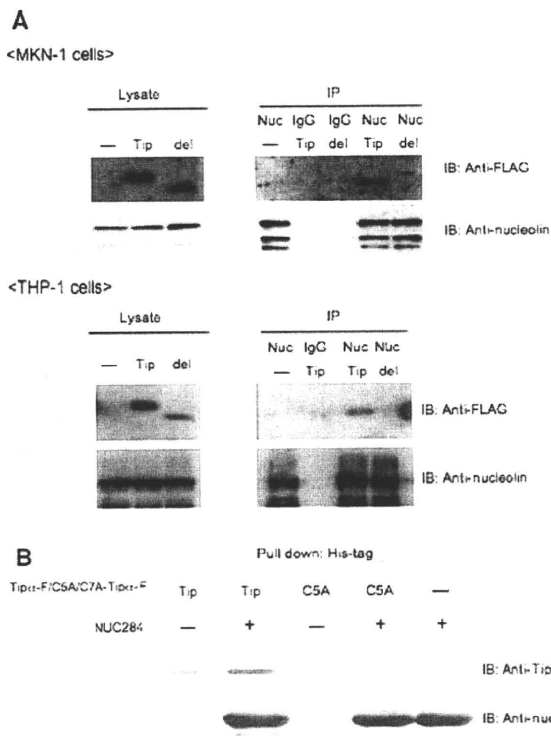 A
<MKN-1 cells>
Lysate
IP
Nuc IgG IgG Nuc Nuc
— Tip del
— Tip del Tip del
IB: Anti-FLAG
IB: Anti-nucleolin
<THP-1 cells>
Lysate
IP
Nuc IgG Nuc Nuc
— Tip del
— Tip Tip del
IB: Anti-FLAG
IB: Anti-nucleolin
B
Pull down: His-tag
Tipα-F/C5A/C7A-Tipα-F Tip Tip C5A C5A —
NUC284 — + — + +
IB: Anti-Tip
IB: Anti-nuc